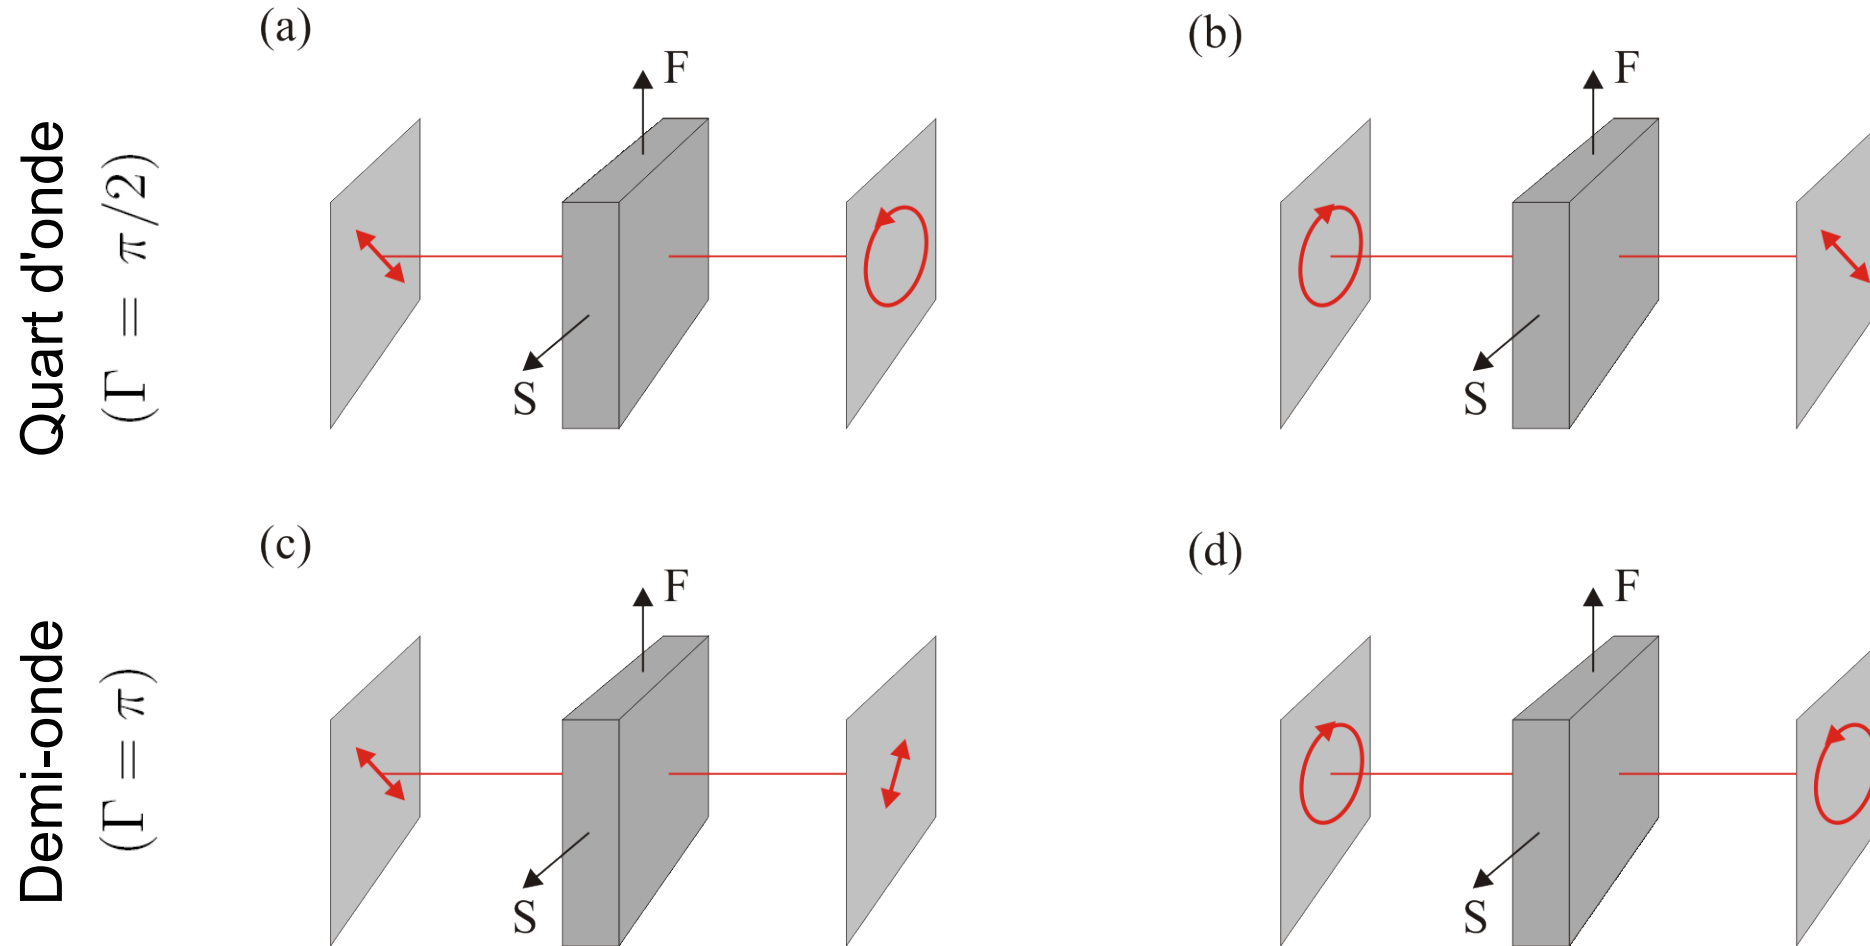 Quart d'onde
(Γ = π/2)
(a)
F
S
(b)
F
S
Demi-onde
(Γ = π)
(c)
F
S
(d)
F
S